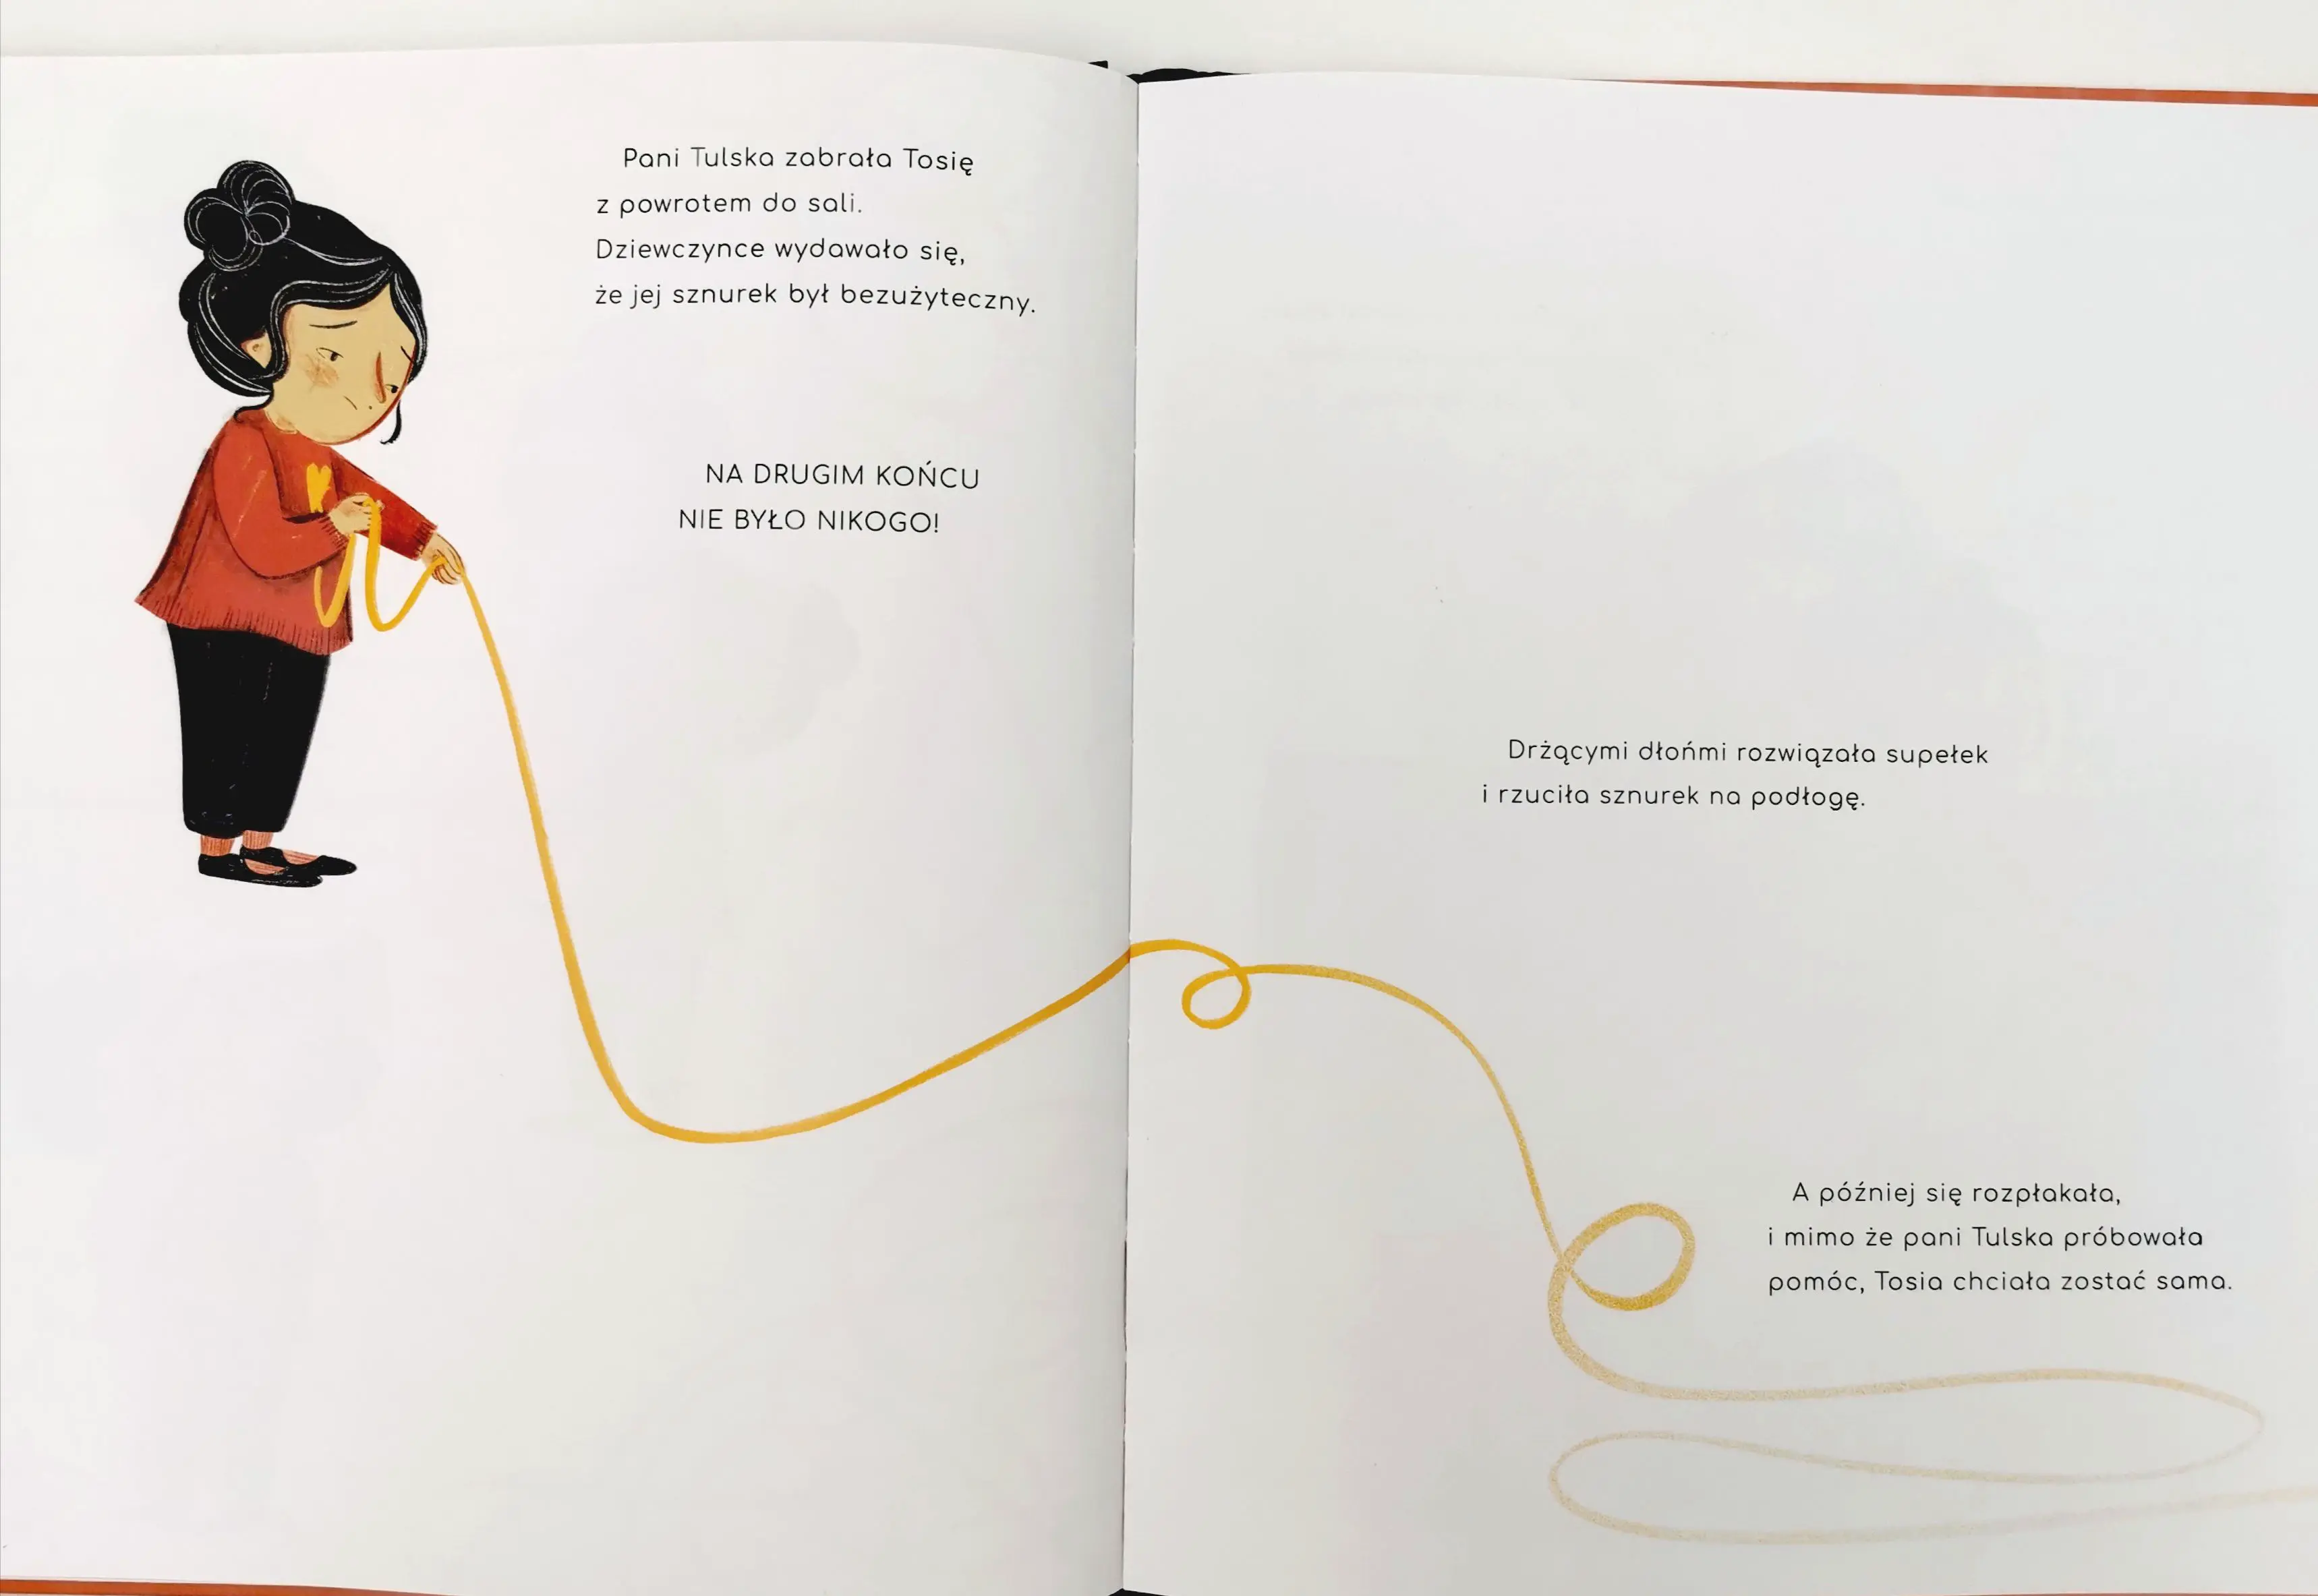 Pani Tulska zabrała Tosię
z powrotem do sali.
Dziewczynce wydawało się,
że jej sznurek był bezużyteczny.
NA DRUGIM KOŃCU
NIE BYŁO NIKOGO!
Drżącymi dłońmi rozwiązała supełek
i rzuciła sznurek na podłogę.
A później się rozpłakała,
i mimo że pani Tulska próbowała
pomóc, Tosia chciała zostać sama.